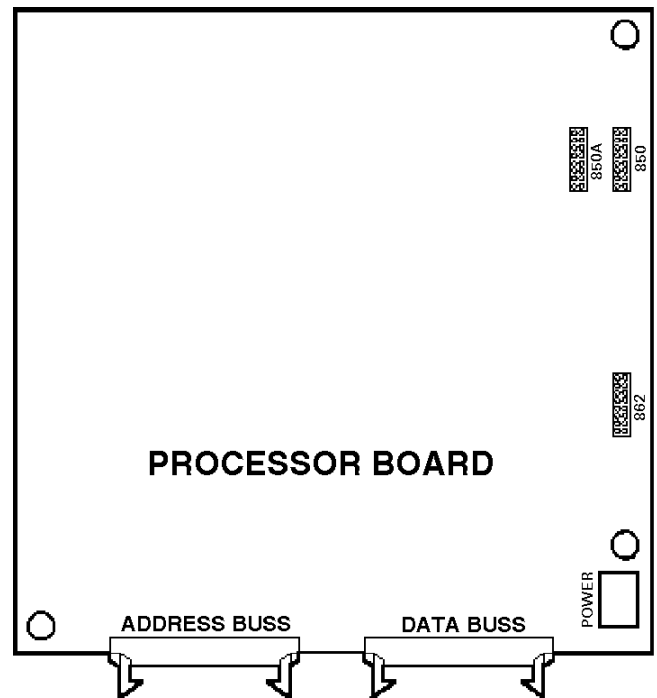 850A
850
862
PROCESSOR BOARD
POWER
ADDRESS BUSS
DATA BUSS